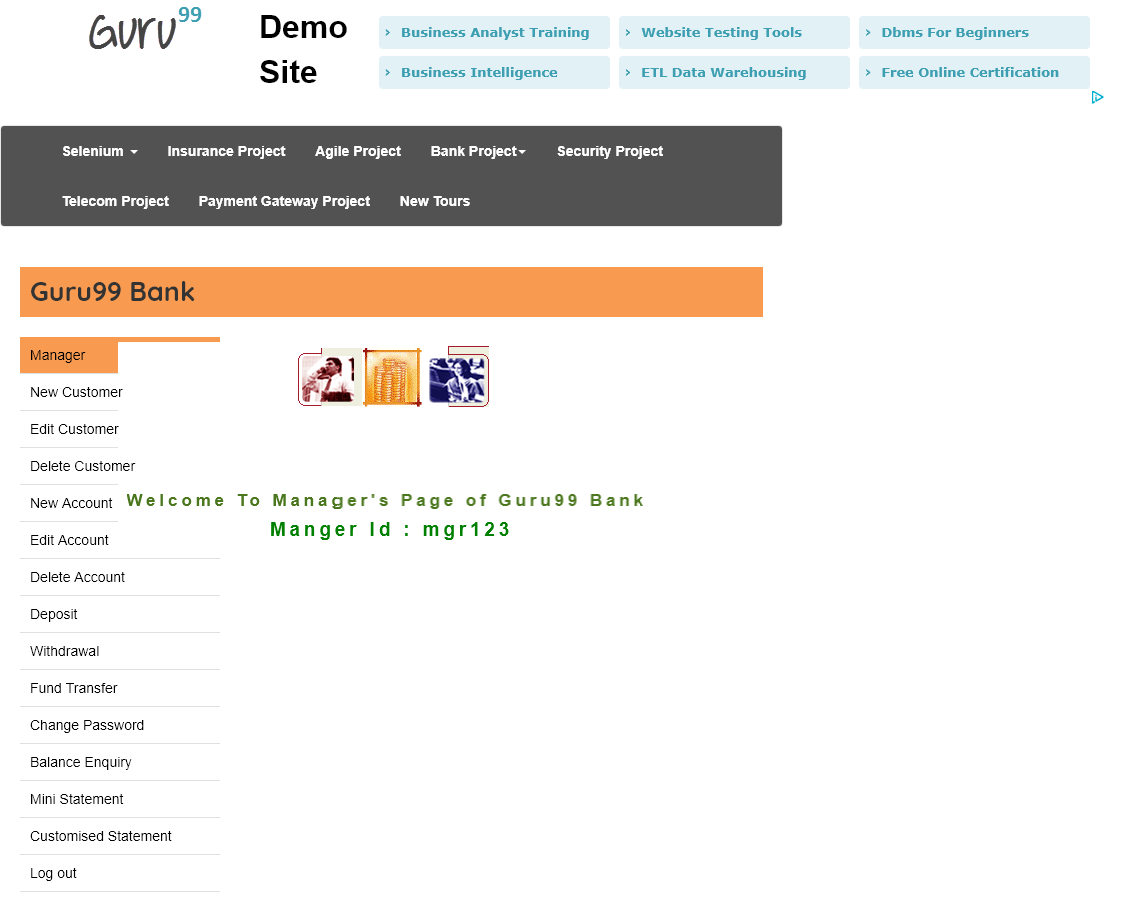 Guru99
Demo
Site
› Business Analyst Training
› Website Testing Tools
› Dbms For Beginners
› Business Intelligence
› ETL Data Warehousing
› Free Online Certification
Selenium
Insurance Project
Agile Project
Bank Project
Security Project
Telecom Project
Payment Gateway Project
New Tours
Guru99 Bank
Manager
New Customer
Edit Customer
Delete Customer
New Account
Welcome To Manager's Page of Guru99 Bank
Manger Id : mgr123
Edit Account
Delete Account
Deposit
Withdrawal
Fund Transfer
Change Password
Balance Enquiry
Mini Statement
Customised Statement
Log out